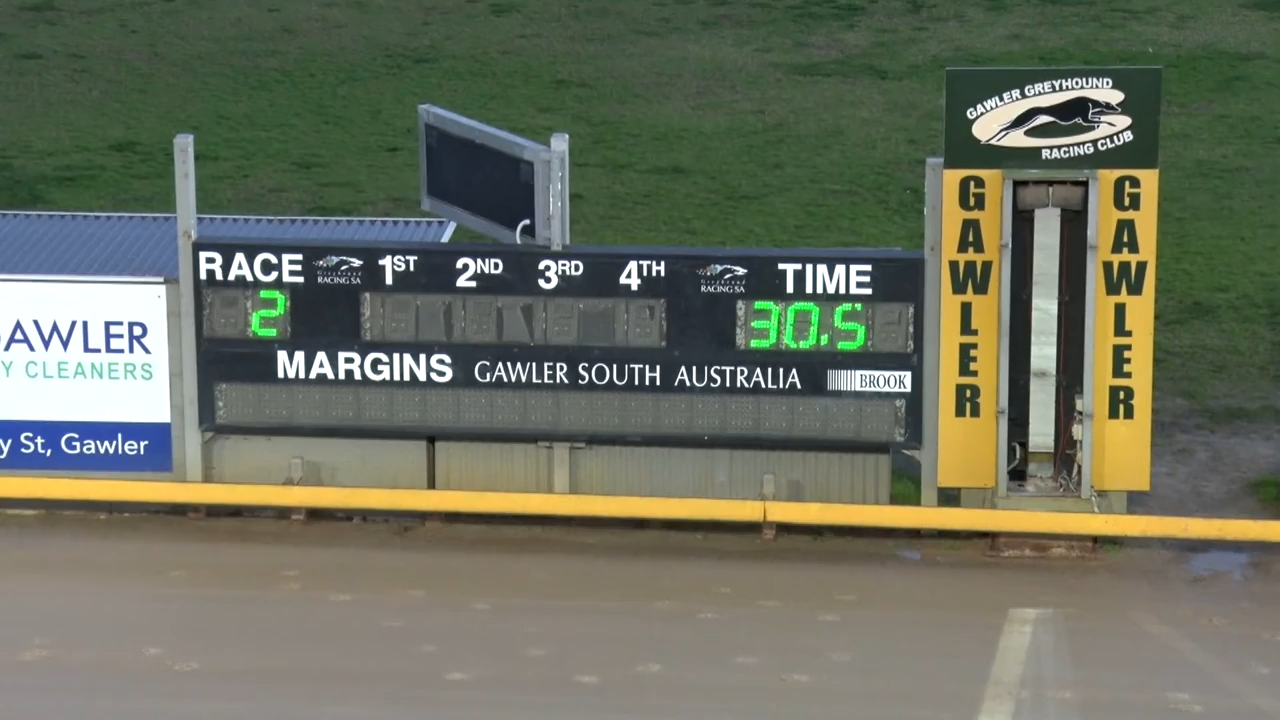 GAWLER GREYHOUND
RACING CLUB
GAWLER
GAWLER
RACE
Greyhound
RACING SA
1ST
2ND
3RD
4TH
Greyhound
RACING SA
TIME
2
30.5
MARGINS
GAWLER SOUTH AUSTRALIA
BROOK
GAWLER
Y CLEANERS
y St, Gawler